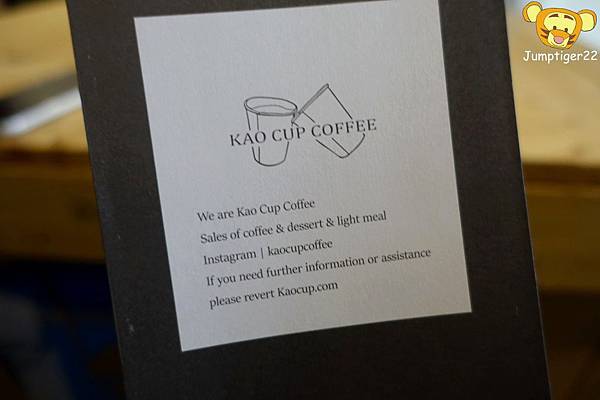 Jumptiger22
KAO CUP COFFEE
We are Kao Cup Cuffee
Sales of coffee & dessert & light meal
Instagram | kaocupcoffee
If you need further information or assistance
please revert Kaocup.com